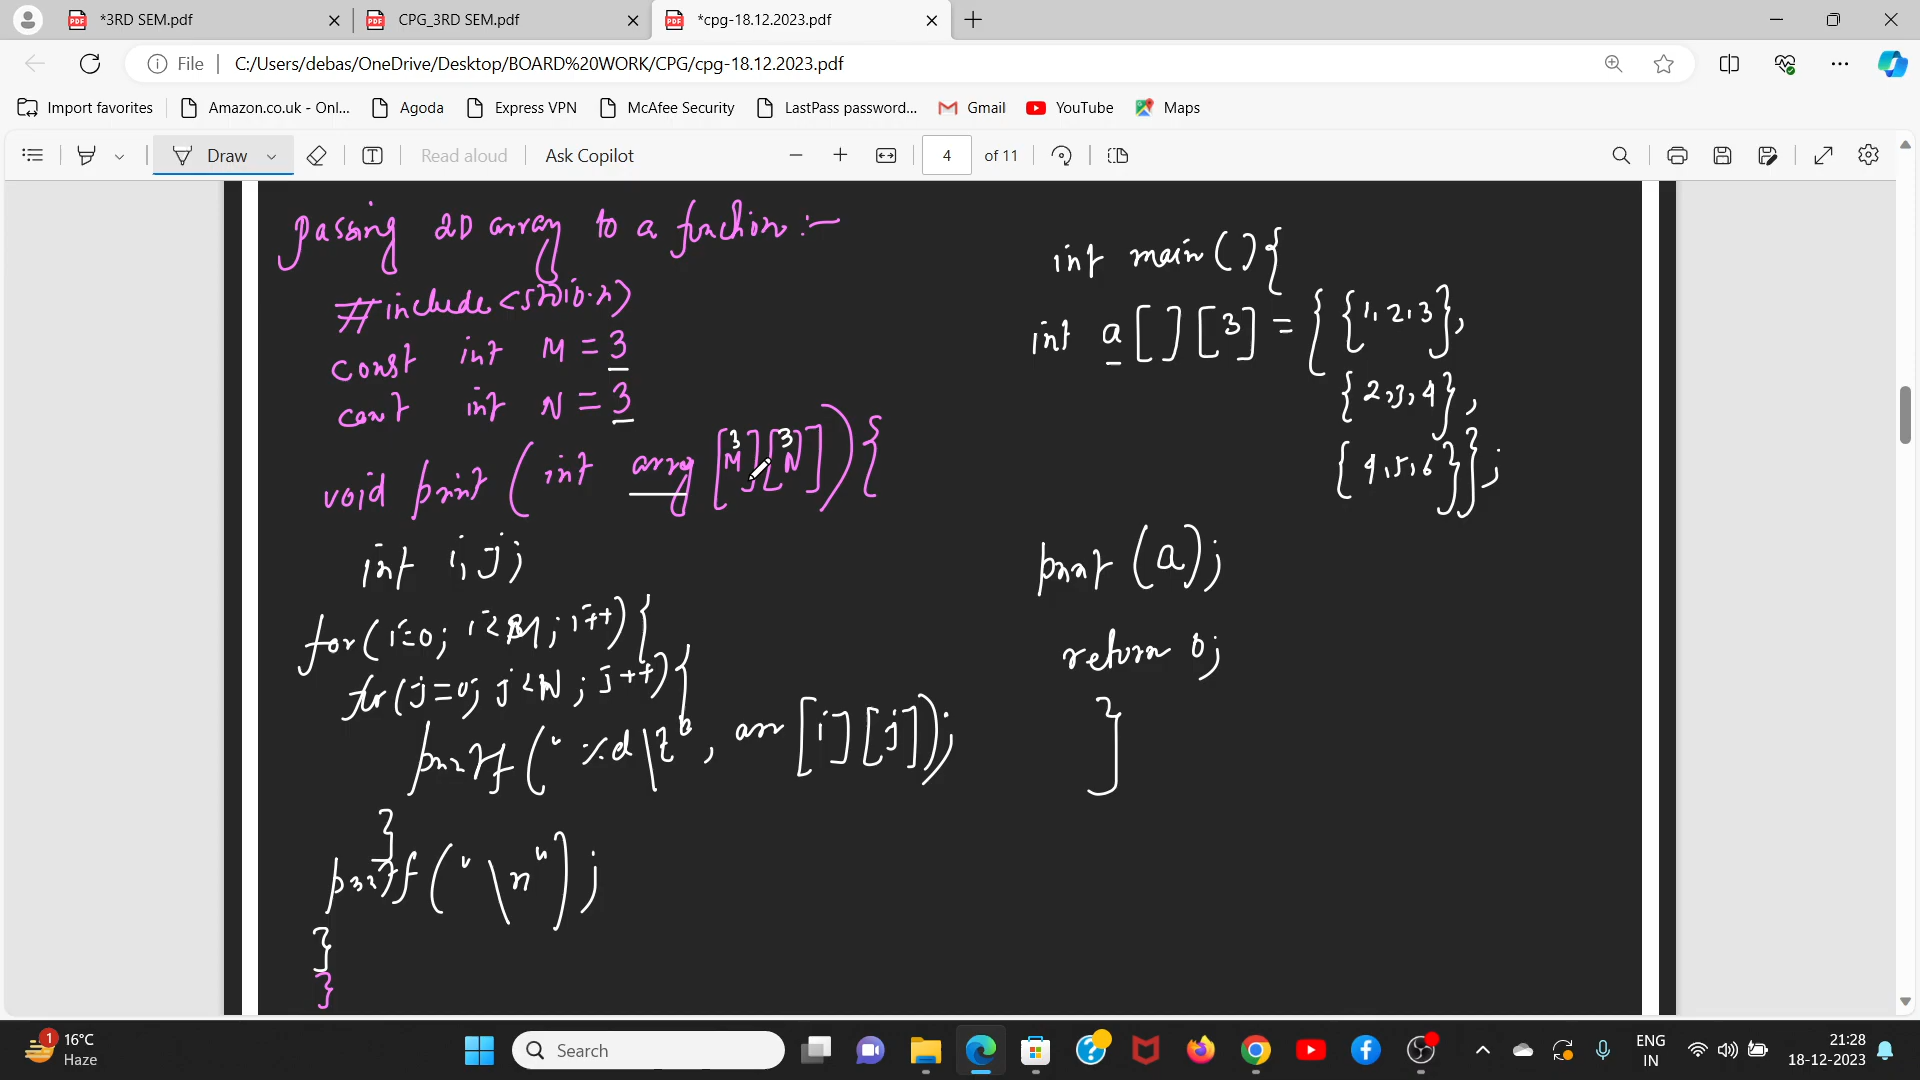 *3RD SEM.pdf
CPG_3RD SEM.pdf
*cpg-18.12.2023.pdf
File C:/Users/debas/OneDrive/Desktop/BOARD%20WORK/CPG/cpg-18.12.2023.pdf
Import favorites Amazon.co.uk - Onl... Agoda Express VPN McAfee Security LastPass password... Gmail YouTube Maps
Draw Read aloud Ask Copilot 4 of 11
passing 2D array to a function :-
#include <stdio.h>
const int M = 3
const int N = 3
void print (int array [M][N]]){
3 3
int i, j;
for(i=0; i<M; i++){
for(j=0; j<N; j++){
printf("%d\t", arr[i][j]);
}
printf("\n");
}
}
int main(){
int a[][3] = {{1,2,3},
{2,3,4},
{4,5,6}};
print(a);
return 0;
}
1
16°C
Haze
Search
ENG
IN
21:28
18-12-2023